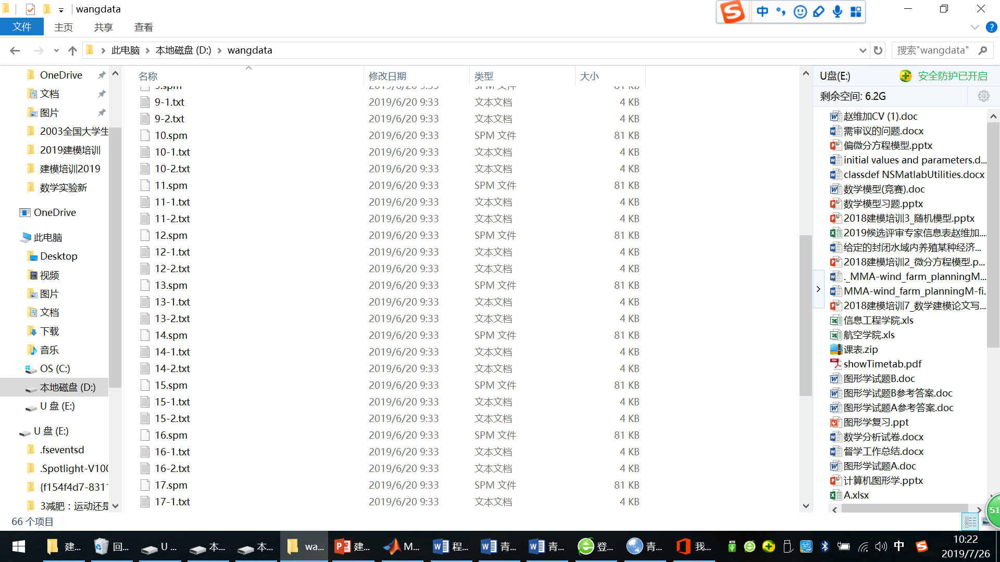 wangdata
文件 主页 共享 查看
此电脑 本地磁盘 (D:) wangdata
搜索"wangdata"
中
OneDrive
文档
图片
2003全国大学生
2019建模培训
建模培训2019
数学实验新
OneDrive
此电脑
Desktop
视频
图片
文档
下载
音乐
OS (C:)
本地磁盘 (D:)
U 盘 (E:)
U 盘 (E:)
.fseventsd
.Spotlight-V100
{f154f4d7-8311
3减肥：运动还是
66 个项目
名称 修改日期 类型 大小
9.spm 2019/6/20 9:33 SPM 文件 81 KB
9-1.txt 2019/6/20 9:33 文本文档 4 KB
9-2.txt 2019/6/20 9:33 文本文档 4 KB
10.spm 2019/6/20 9:33 SPM 文件 81 KB
10-1.txt 2019/6/20 9:33 文本文档 4 KB
10-2.txt 2019/6/20 9:33 文本文档 4 KB
11.spm 2019/6/20 9:33 SPM 文件 81 KB
11-1.txt 2019/6/20 9:33 文本文档 4 KB
11-2.txt 2019/6/20 9:33 文本文档 4 KB
12.spm 2019/6/20 9:33 SPM 文件 81 KB
12-1.txt 2019/6/20 9:33 文本文档 4 KB
12-2.txt 2019/6/20 9:33 文本文档 4 KB
13.spm 2019/6/20 9:33 SPM 文件 81 KB
13-1.txt 2019/6/20 9:33 文本文档 4 KB
13-2.txt 2019/6/20 9:33 文本文档 4 KB
14.spm 2019/6/20 9:33 SPM 文件 81 KB
14-1.txt 2019/6/20 9:33 文本文档 4 KB
14-2.txt 2019/6/20 9:33 文本文档 4 KB
15.spm 2019/6/20 9:33 SPM 文件 81 KB
15-1.txt 2019/6/20 9:33 文本文档 4 KB
15-2.txt 2019/6/20 9:33 文本文档 4 KB
16.spm 2019/6/20 9:33 SPM 文件 81 KB
16-1.txt 2019/6/20 9:33 文本文档 4 KB
16-2.txt 2019/6/20 9:33 文本文档 4 KB
17.spm 2019/6/20 9:33 SPM 文件 81 KB
17-1.txt 2019/6/20 9:33 文本文档 4 KB
U盘(E:) 安全防护已开启
剩余空间: 6.2G
赵维加CV (1).doc
需审议的问题.docx
偏微分方程模型.pptx
initial values and parameters.d...
classdef NSMatlabUtilities.docx
数学模型(竞赛).doc
数学模型习题.pptx
2018建模培训3_随机模型.pptx
2019候选评审专家信息表赵维加....
给定的封闭水域内养殖某种经济...
2018建模培训2_微分方程模型.p...
._MMA-wind_farm_planningM...
MMA-wind_farm_planningM-fi.
2018建模培训7_数学建模论文写...
信息工程学院.xls
航空学院.xls
课表.zip
showTimetab.pdf
图形学试题B.doc
图形学试题B参考答案.doc
图形学试题A参考答案.doc
图形学复习.ppt
数学分析试卷.docx
督学工作总结.docx
图形学试题A.doc
计算机图形学.pptx
A.xlsx
51
建... 回... U ... 本... 本... wa... 建... M... 程... 青... 青... 登... 青... 我... 中
10:22
2019/7/26